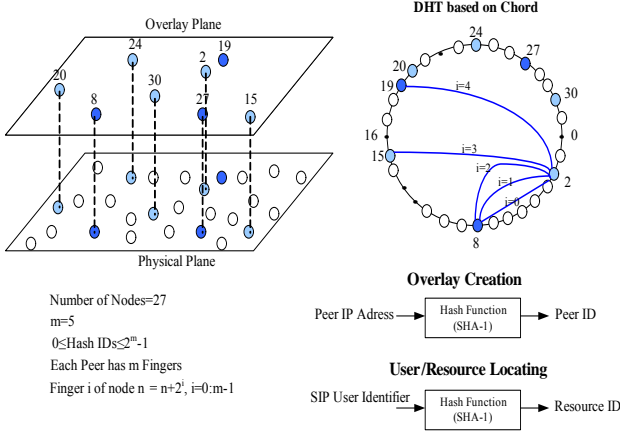 Overlay Plane
24
2
19
20
8
30
27
15
Physical Plane
Number of Nodes=27
m=5
0≤Hash IDs≤2^m-1
Each Peer has m Fingers
Finger i of node n = n+2^i, i=0:m-1
DHT based on Chord
24
27
20
19
30
i=4
16
0
15
i=3
i=2
i=1
2
i=0
8
Overlay Creation
Peer IP Adress
Hash Function
(SHA-1)
Peer ID
User/Resource Locating
SIP User Identifier
Hash Function
(SHA-1)
Resource ID